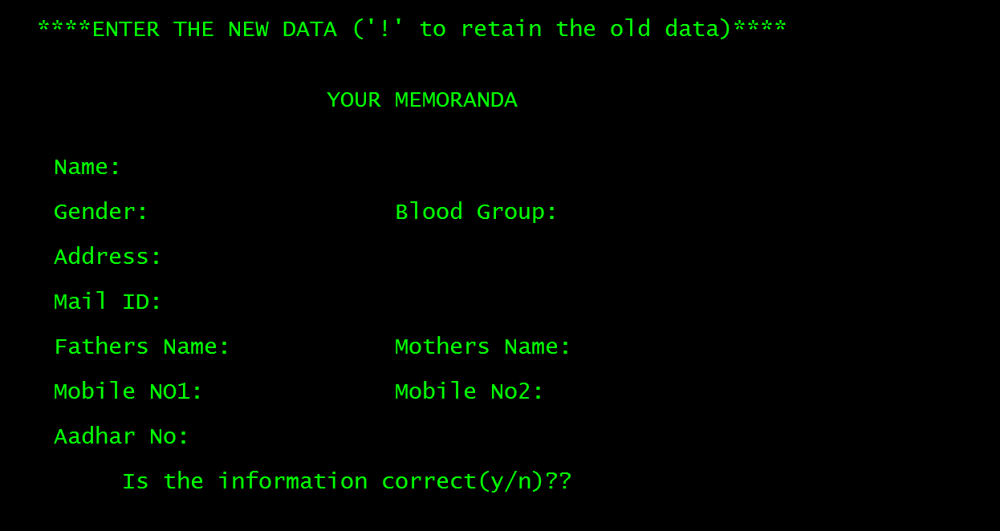 ****ENTER THE NEW DATA ('!' to retain the old data)****
YOUR MEMORANDA
Name:
Gender: Blood Group:
Address:
Mail ID:
Fathers Name: Mothers Name:
Mobile NO1: Mobile No2:
Aadhar No:
Is the information correct(y/n)??